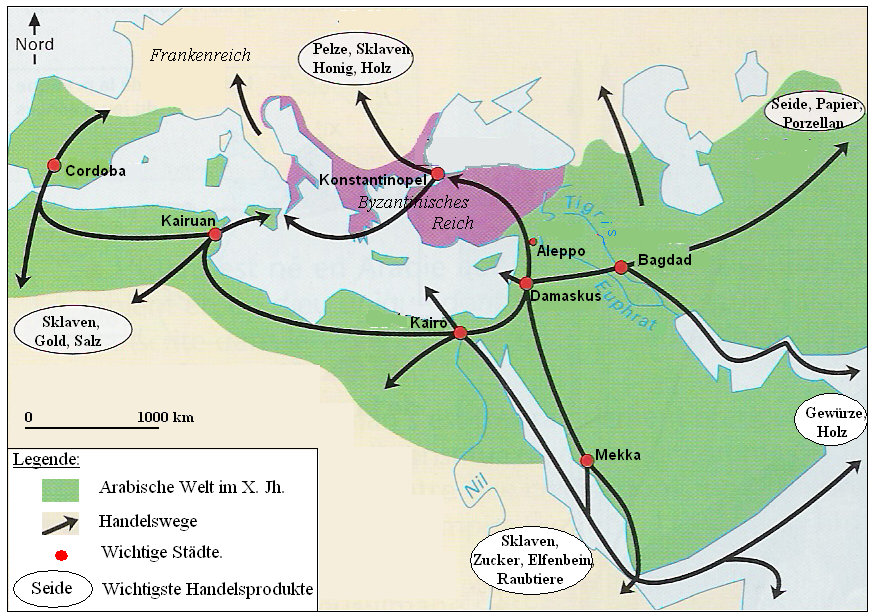 Nord
Frankenreich
Pelze, Sklaven
Honig, Holz
Seide, Papier,
Porzellan
Cordoba
Konstantinopel
Byzantinisches
Reich
Tigris
Kairuan
Aleppo
Bagdad
Damaskus
Euphrat
Sklaven,
Gold, Salz
Kairo
0 1000 km
Gewürze,
Holz
Mekka
Nil
Sklaven,
Zucker, Elfenbein,
Raubtiere
Legende:
Arabische Welt im X. Jh.
Handelswege
Wichtige Städte.
Seide Wichtigste Handelsprodukte